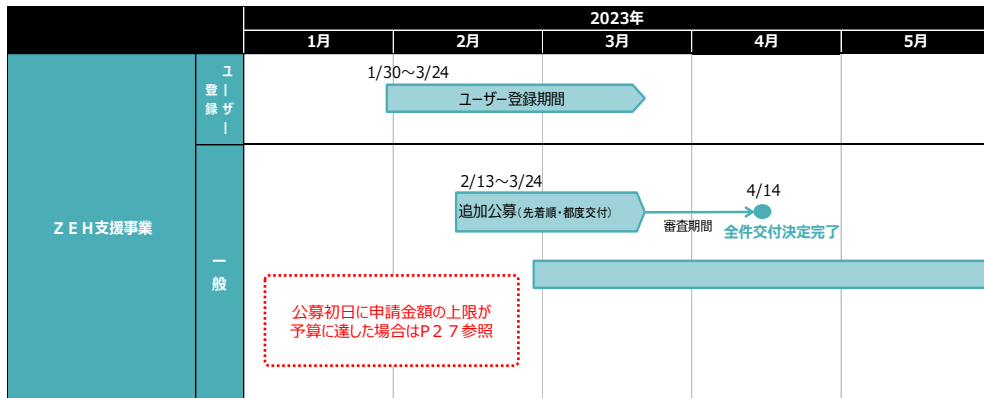 2023年
1月
2月
3月
4月
5月
ZEH支援事業
ユーザー
登録
1/30～3/24
ユーザー登録期間
一般
2/13～3/24
追加公募(先着順・都度交付)
審査期間
4/14
全件交付決定完了
公募初日に申請金額の上限が
予算に達した場合はP27参照